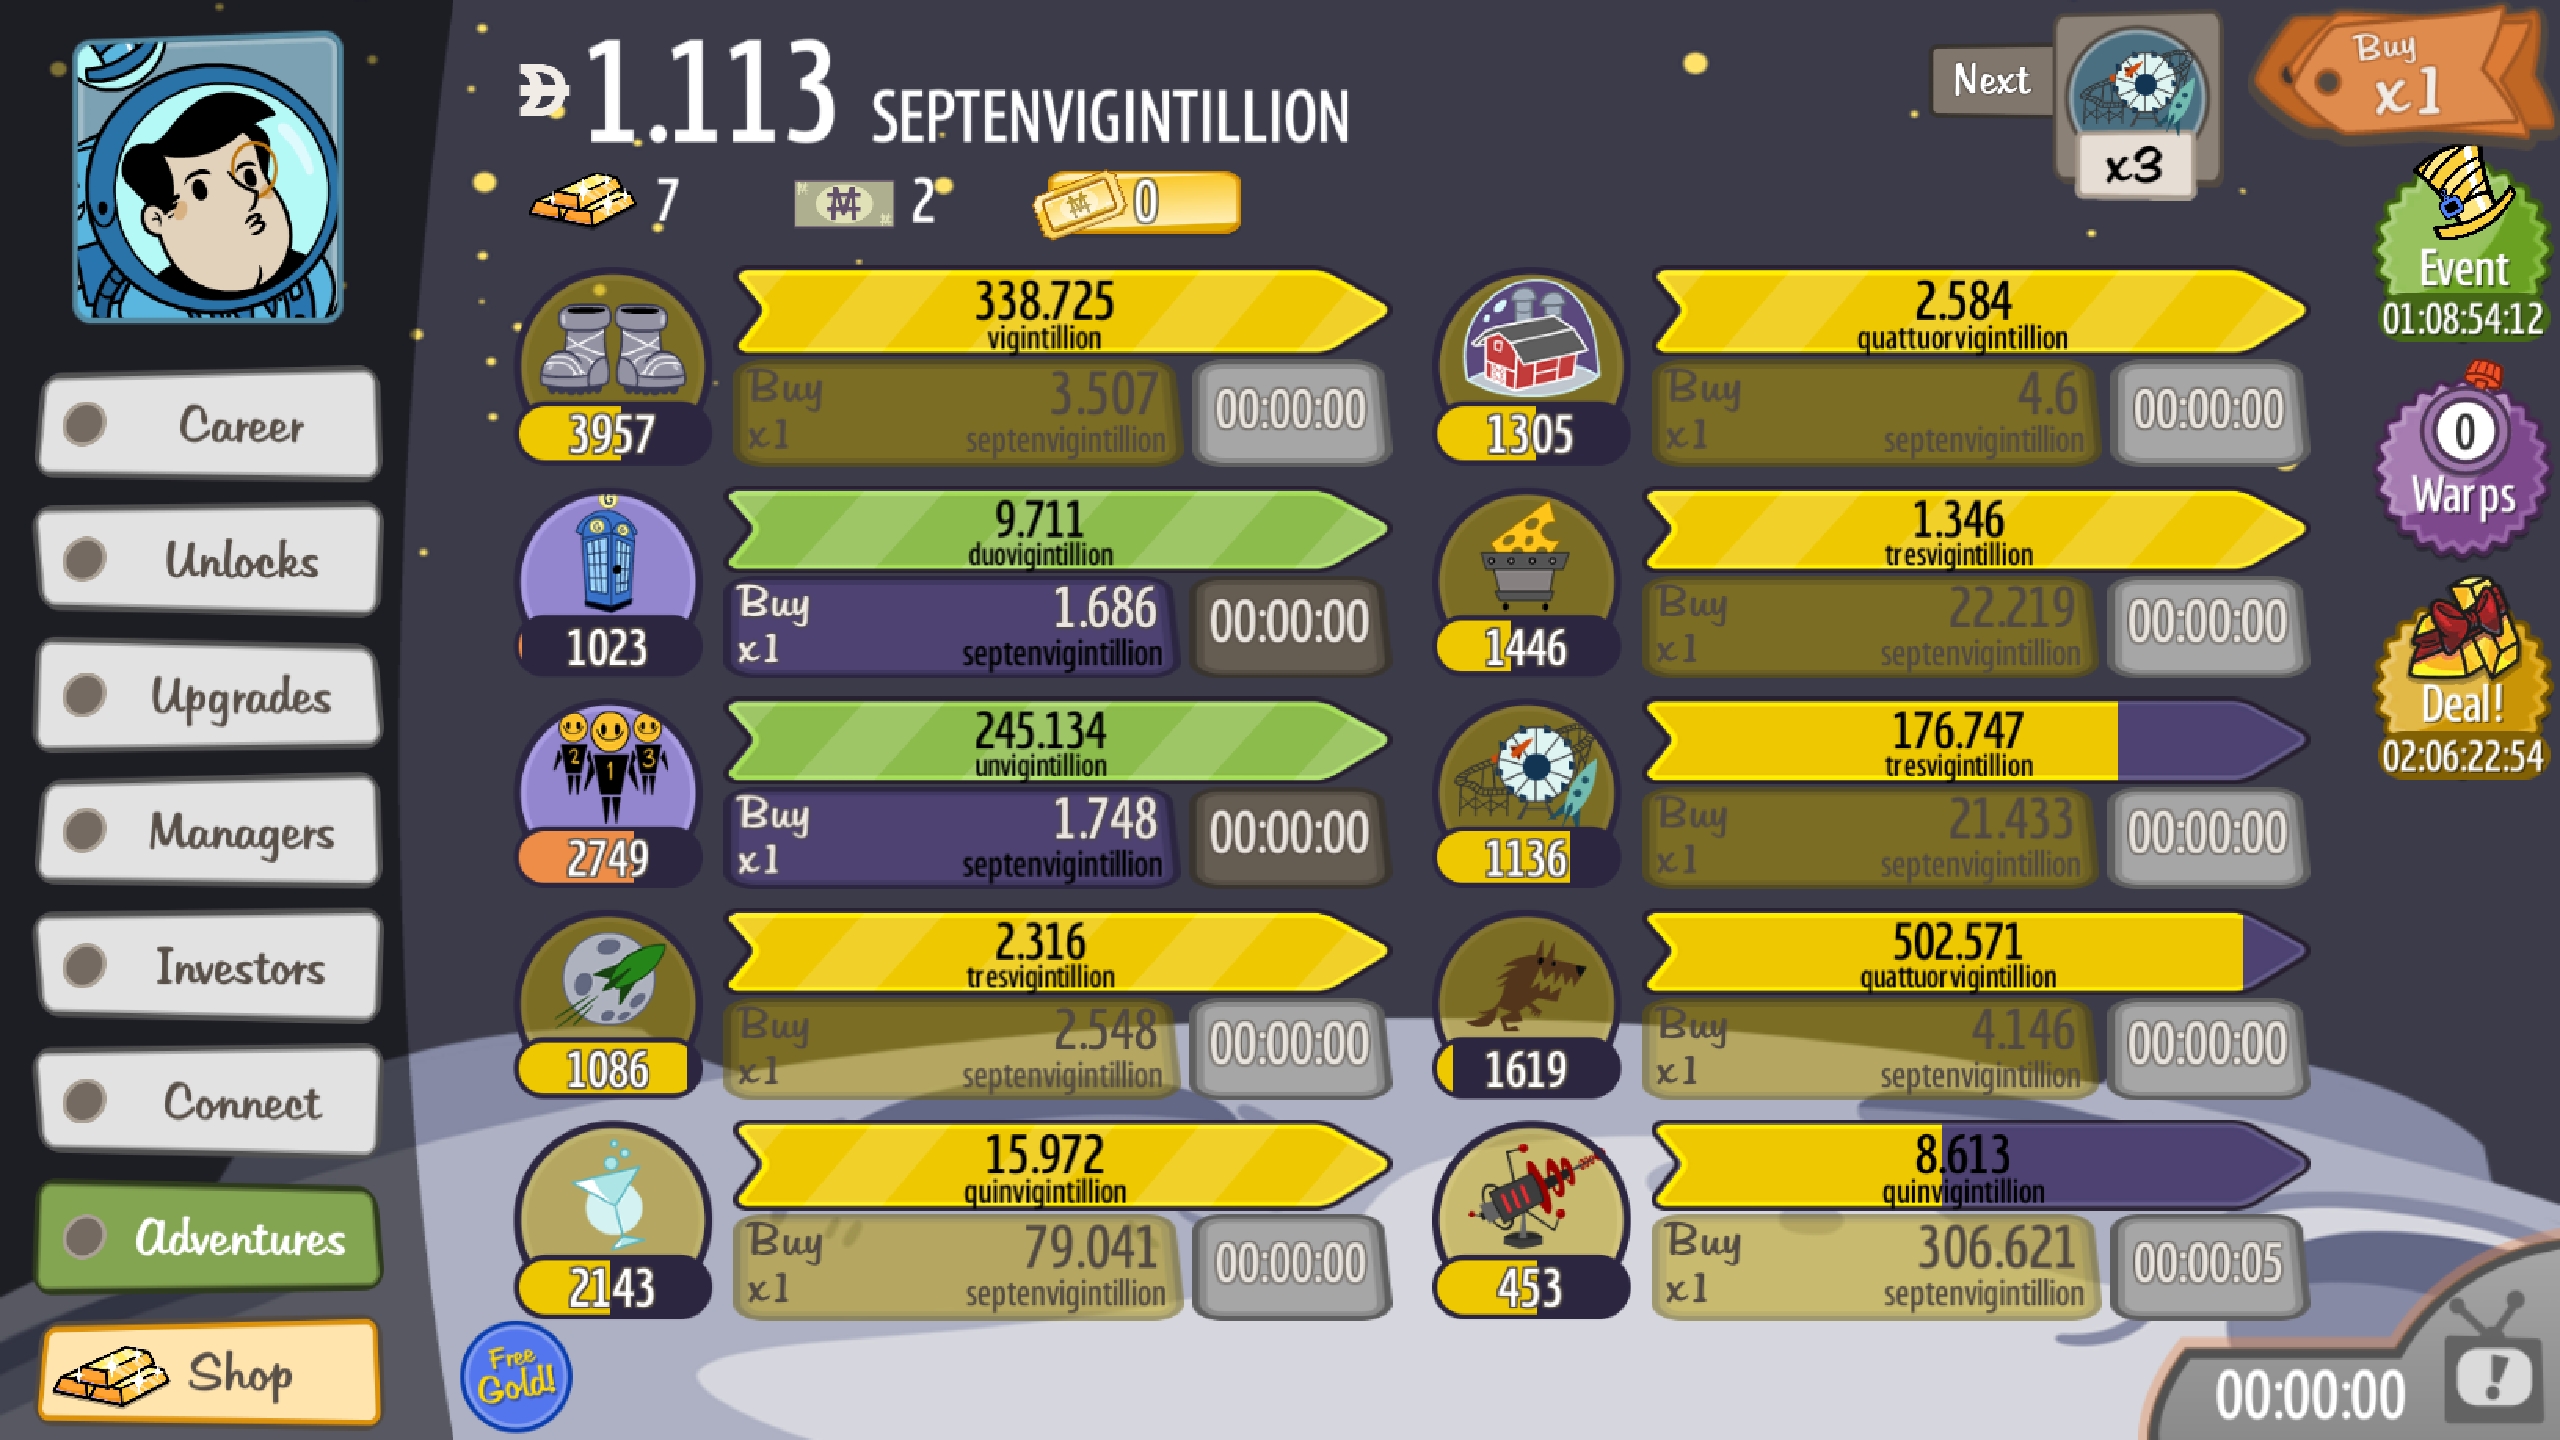 1.113 SEPTENVIGINTILLION
7
2
0
Next
x3
Buy
x1
Event
01:08:54:12
0
Warps
Deal!
02:06:22:54
Career
Unlocks
Upgrades
Managers
Investors
Connect
Adventures
Shop
338.725
vigintillion
3957
Buy 3.507
x1 septenvigintillion
00:00:00
G
9.711
duovigintillion
1023
Buy 1.686
x1 septenvigintillion
00:00:00
2 1 3
245.134
unvigintillion
2749
Buy 1.748
x1 septenvigintillion
00:00:00
2.316
tresvigintillion
1086
Buy 2.548
x1 septenvigintillion
00:00:00
15.972
quinvigintillion
2143
Buy 79.041
x1 septenvigintillion
00:00:00
2.584
quattuorvigintillion
1305
Buy 4.6
x1 septenvigintillion
00:00:00
1.346
tresvigintillion
1446
Buy 22.219
x1 septenvigintillion
00:00:00
176.747
tresvigintillion
1136
Buy 21.433
x1 septenvigintillion
00:00:00
502.571
quattuorvigintillion
1619
Buy 4.146
x1 septenvigintillion
00:00:00
8.613
quinvigintillion
453
Buy 306.621
x1 septenvigintillion
00:00:05
Free
Gold!
00:00:00
!